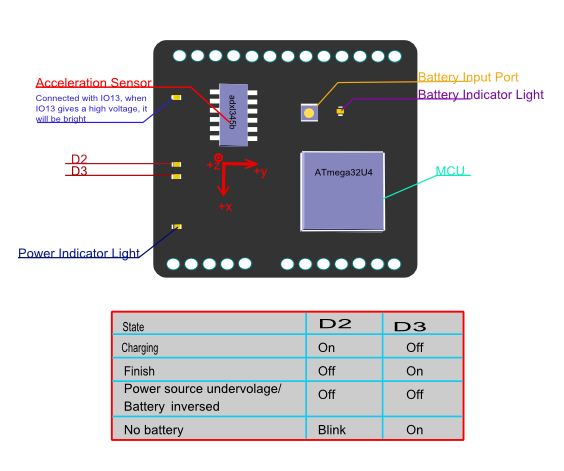 Acceleration Sensor
Connected with IO13, when
IO13 gives a high voltage, it
will be bright
adxl345b
Battery Input Port
Battery Indicator Light
D2
D3
+z
+y
+x
ATmega32U4
MCU
Power Indicator Light
State D2 D3
Charging On Off
Finish Off On
Power source undervolage/
Battery inversed Off Off
No battery Blink On